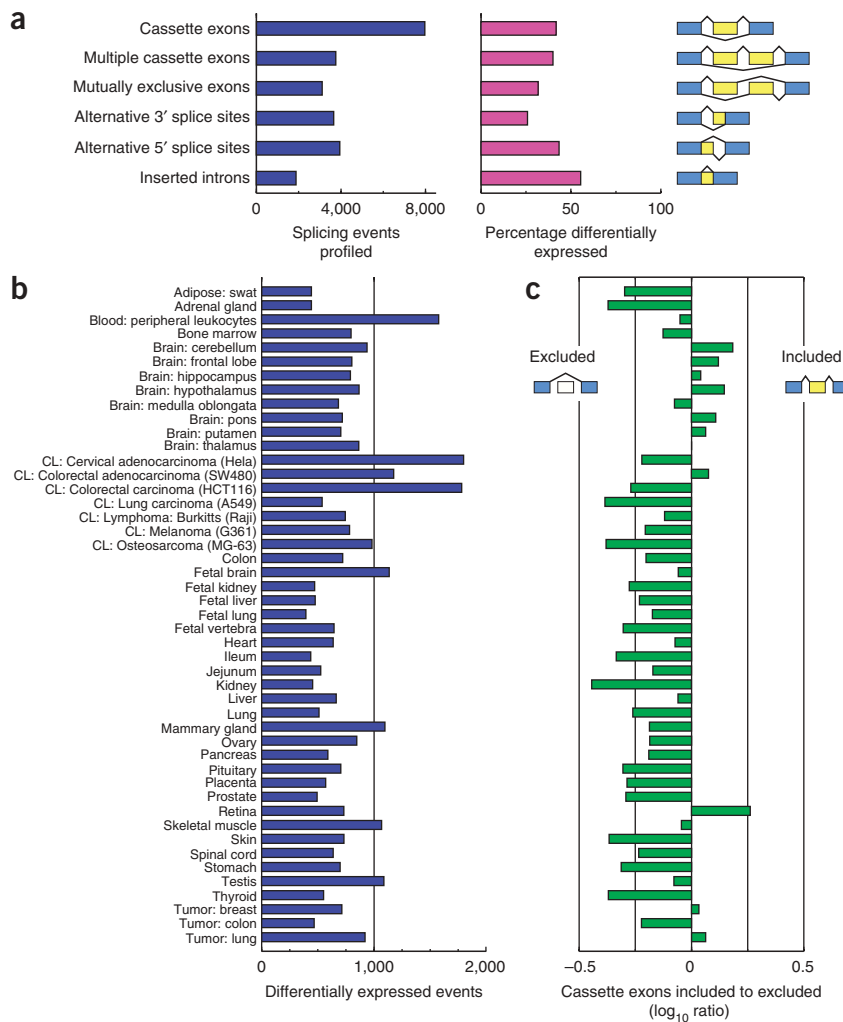 a
Cassette exons
Multiple cassette exons
Mutually exclusive exons
Alternative 3′ splice sites
Alternative 5′ splice sites
Inserted introns
0 4,000 8,000
Splicing events
profiled
0 50 100
Percentage differentially
expressed
b
Adipose: swat
Adrenal gland
Blood: peripheral leukocytes
Bone marrow
Brain: cerebellum
Brain: frontal lobe
Brain: hippocampus
Brain: hypothalamus
Brain: medulla oblongata
Brain: pons
Brain: putamen
Brain: thalamus
CL: Cervical adenocarcinoma (Hela)
CL: Colorectal adenocarcinoma (SW480)
CL: Colorectal carcinoma (HCT116)
CL: Lung carcinoma (A549)
CL: Lymphoma: Burkitts (Raji)
CL: Melanoma (G361)
CL: Osteosarcoma (MG-63)
Colon
Fetal brain
Fetal kidney
Fetal liver
Fetal lung
Fetal vertebra
Heart
Ileum
Jejunum
Kidney
Liver
Lung
Mammary gland
Ovary
Pancreas
Pituitary
Placenta
Prostate
Retina
Skeletal muscle
Skin
Spinal cord
Stomach
Testis
Thyroid
Tumor: breast
Tumor: colon
Tumor: lung
0 1,000 2,000
Differentially expressed events
c
Excluded
Included
–0.5 0 0.5
Cassette exons included to excluded
(log10 ratio)